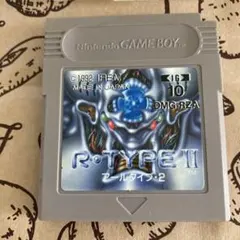 Nintendo GAME BOY
©1992 IREM
MADE IN JAPAN
10
DMG-R2A
R·TYPE II
アールタイプ・2